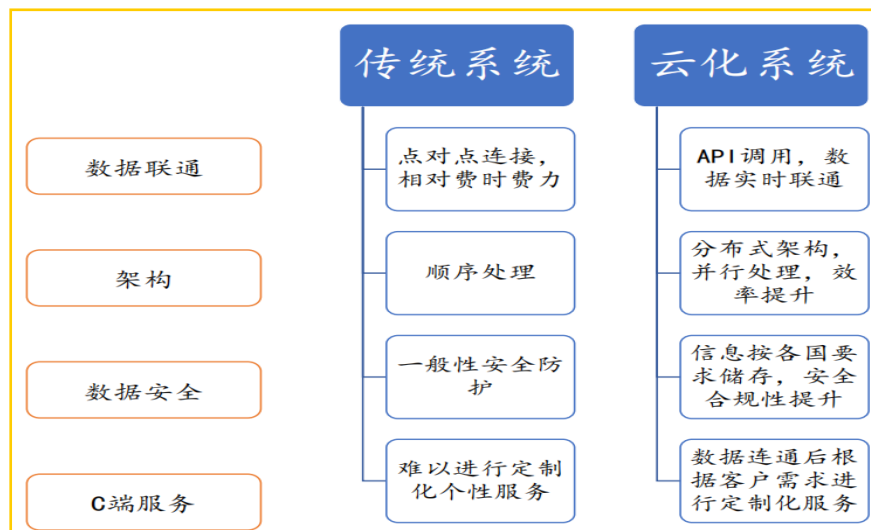 传统系统
云化系统
数据联通
点对点连接，
相对费时费力
API调用，数
据实时联通
架构
顺序处理
分布式架构，
并行处理，效
率提升
数据安全
一般性安全防
护
信息按各国要
求储存，安全
合规性提升
C端服务
难以进行定制
化个性服务
数据连通后根
据客户需求进
行定制化服务